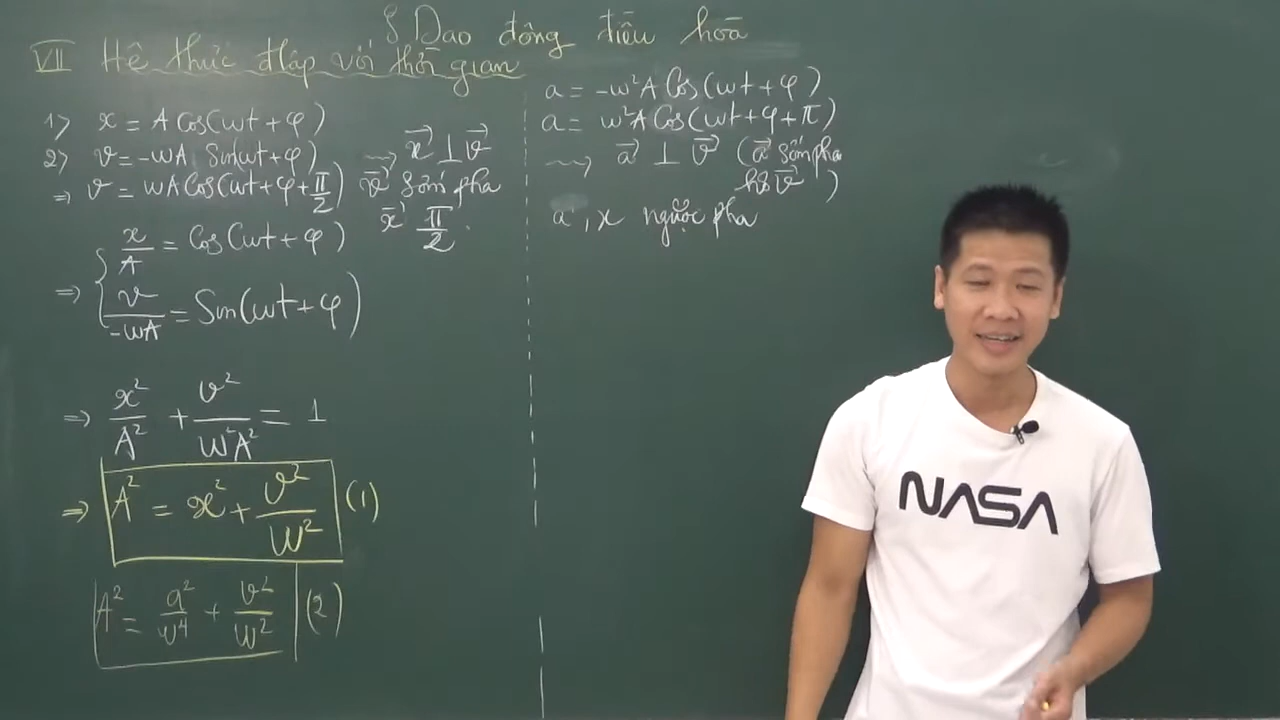 § Dao động điều hoà
VII Hệ thức độc lập với thời gian
1) x = A Cos(ωt + φ)
2) v = -ωA Sin(ωt + φ)
⇒ v = ωA Cos(ωt + φ + π/2)
⇝ x⃗ ⊥ v⃗
v⃗ sớm pha
x⃗ π/2.
⇒ { x/A = Cos(ωt + φ)
v/-ωA = Sin(ωt + φ)
⇒ x²/A² + v²/ω²A² = 1
⇒ A² = x² + v²/ω² (1)
A² = a²/ω⁴ + v²/ω² (2)
a = -ω²A Cos(ωt + φ)
a = ω²A Cos(ωt + φ + π)
⇝ a⃗ ⊥ v⃗ (a⃗ sớm pha
hơn v⃗)
a, x ngược pha
NASA